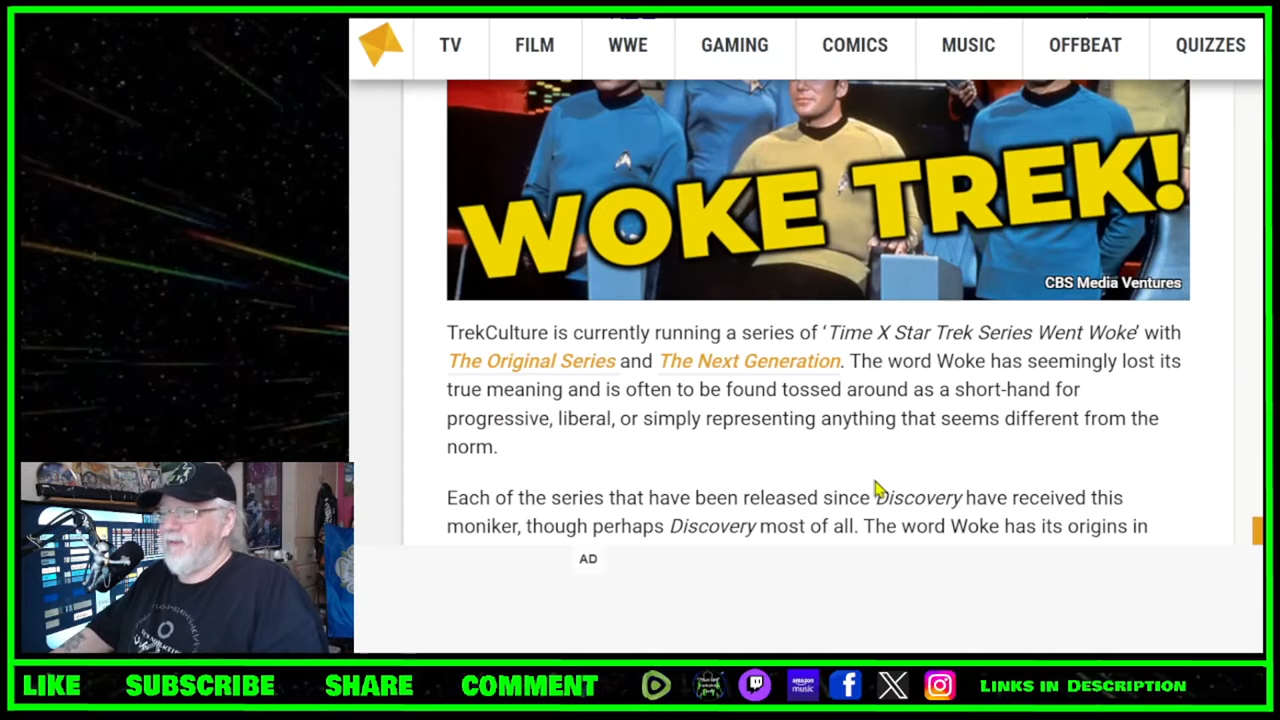 TV FILM WWE GAMING COMICS MUSIC OFFBEAT QUIZZES
WOKE TREK!
CBS Media Ventures
TrekCulture is currently running a series of 'Time X Star Trek Series Went Woke' with
The Original Series and The Next Generation. The word Woke has seemingly lost its
true meaning and is often to be found tossed around as a short-hand for
progressive, liberal, or simply representing anything that seems different from the
norm.
Each of the series that have been released since Discovery have received this
moniker, though perhaps Discovery most of all. The word Woke has its origins in
AD
LIKE SUBSCRIBE SHARE COMMENT
amazon
music
LINKS IN DESCRIPTION